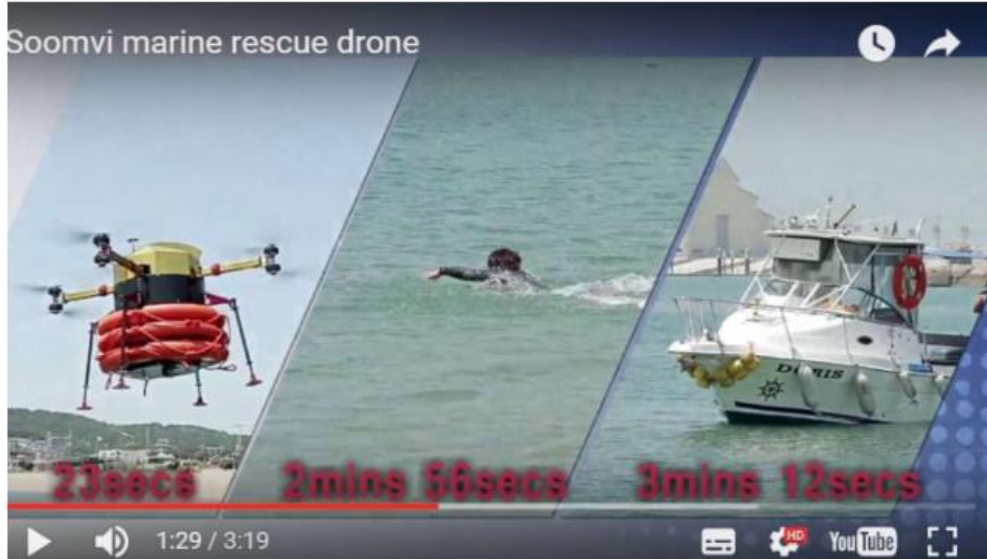 Soomvi marine rescue drone
DORIS
23secs
2mins 56secs
3mins 12secs
1:29 / 3:19
HD
YouTube